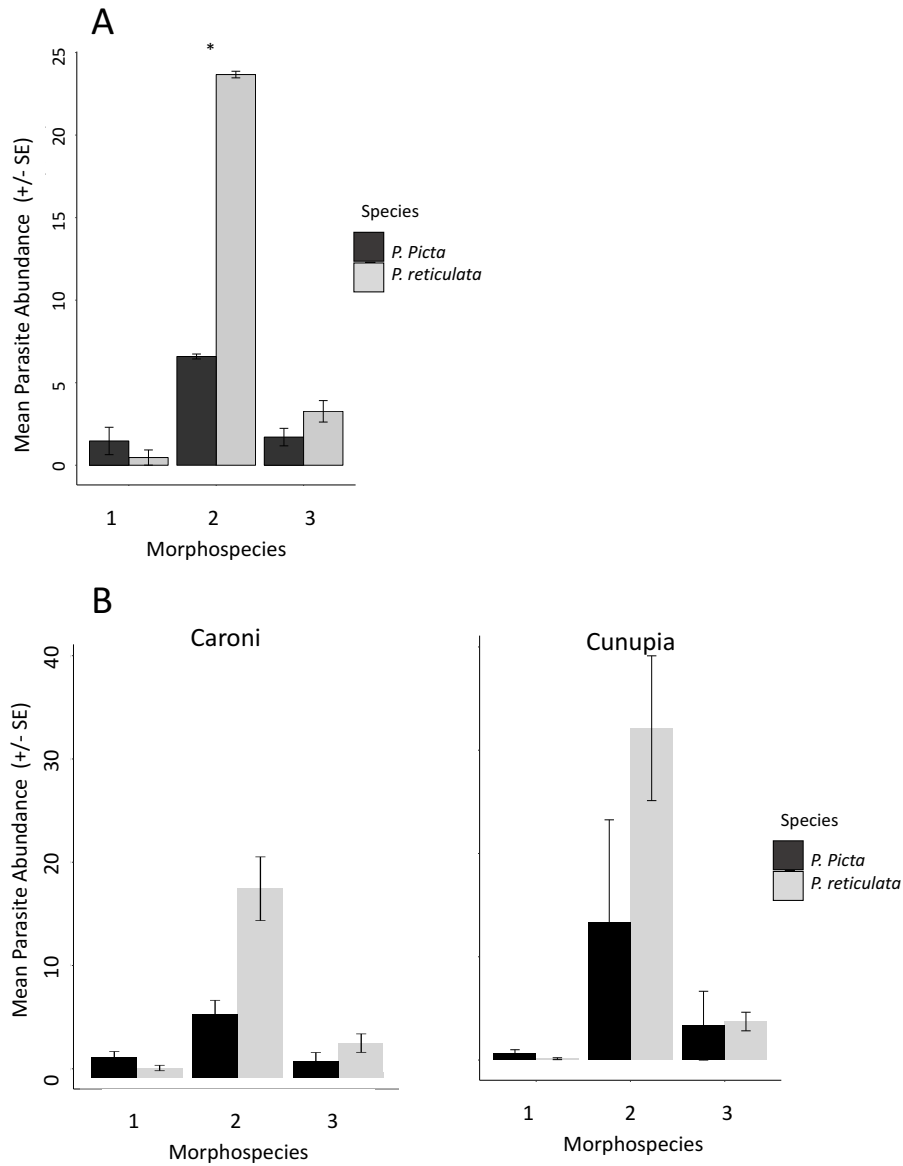 A
*
Mean Parasite Abundance (+/- SE)
25
20
15
10
5
0
1 2 3
Morphospecies
Species
P. Picta
P. reticulata
B
Caroni
Mean Parasite Abundance (+/- SE)
40
30
20
10
0
1 2 3
Morphospecies
Cunupia
1 2 3
Morphospecies
Species
P. Picta
P. reticulata